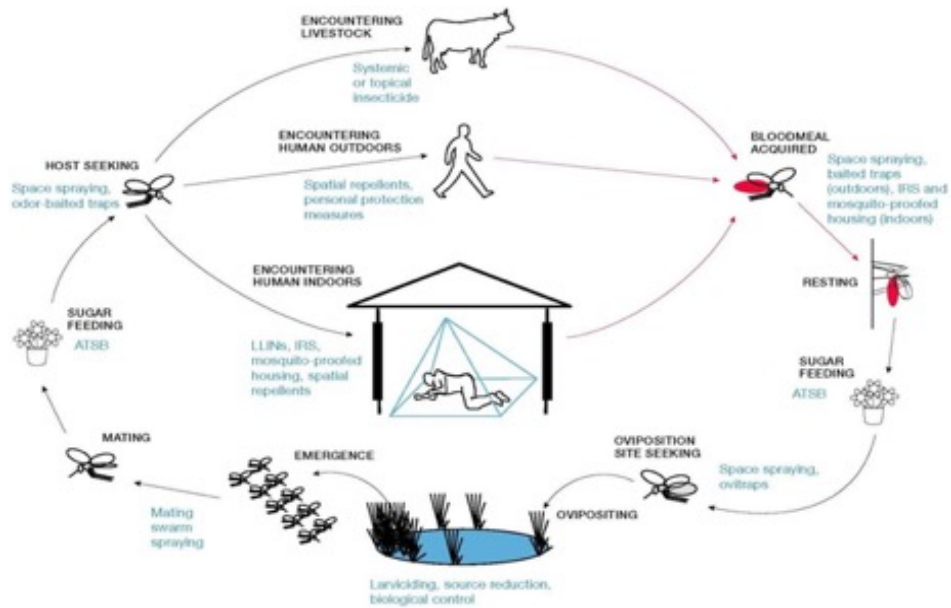 ENCOUNTERING
LIVESTOCK
Systemic
or topical
insecticide
ENCOUNTERING
HUMAN OUTDOORS
Spatial repellents,
personal protection
measures
HOST SEEKING
Space spraying,
odor-baited traps
BLOODMEAL
ACQUIRED
Space spraying,
baited traps
(outdoors), IRS and
mosquito-proofed
housing (indoors)
ENCOUNTERING
HUMAN INDOORS
LLINs, IRS,
mosquito-proofed
housing, spatial
repellents
RESTING
SUGAR
FEEDING
ATSB
SUGAR
FEEDING
ATSB
MATING
Mating
swarm
spraying
EMERGENCE
OVIPOSITION
SITE SEEKING
Space spraying,
ovitraps
OVIPOSITING
Larviciding, source reduction,
biological control